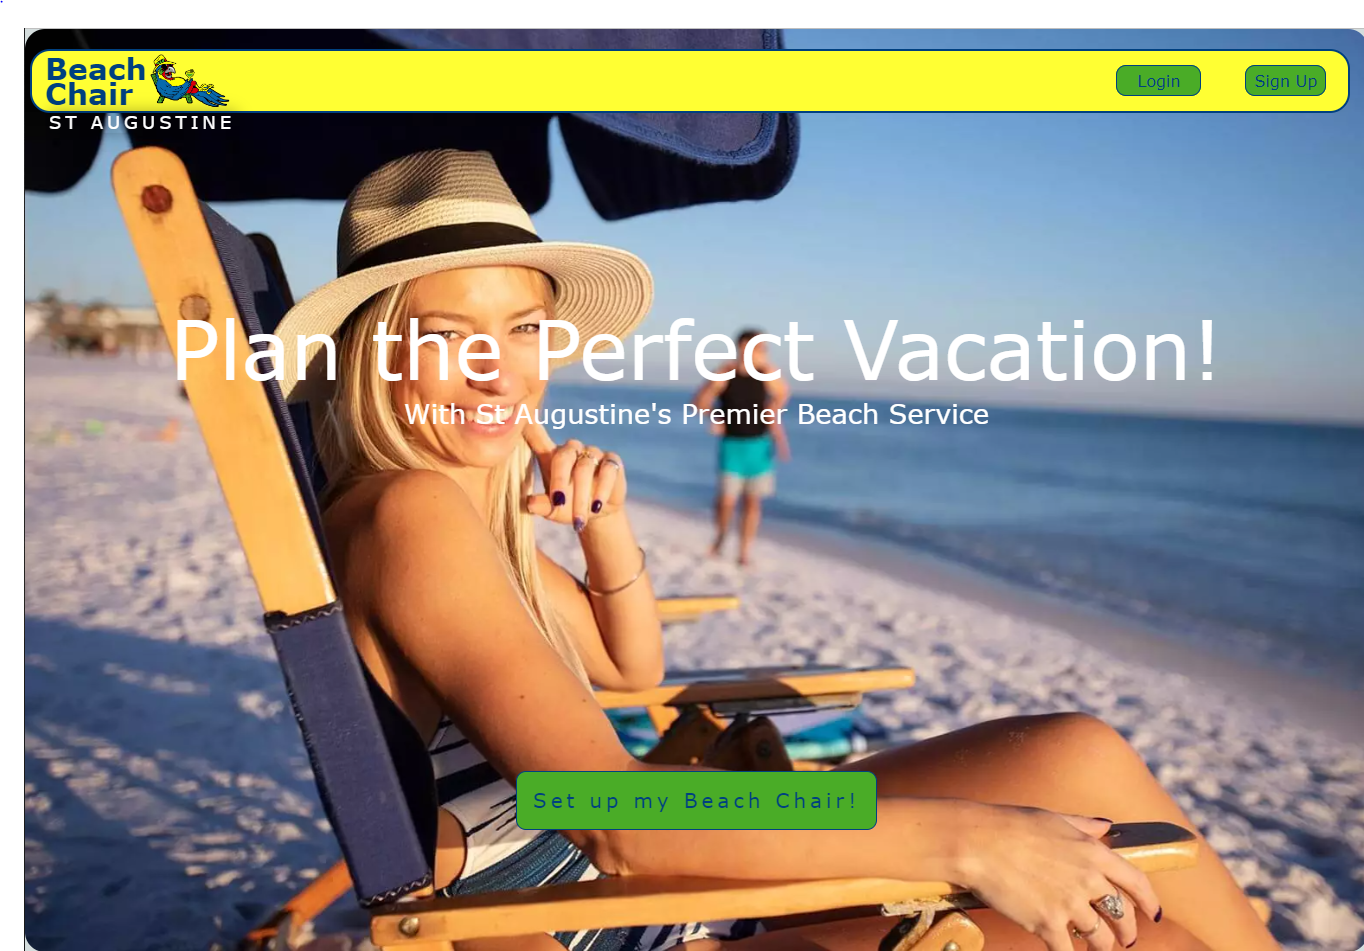 Beach
Chair
ST AUGUSTINE
Login
Sign Up
Plan the Perfect Vacation!
With St Augustine's Premier Beach Service
Set up my Beach Chair!